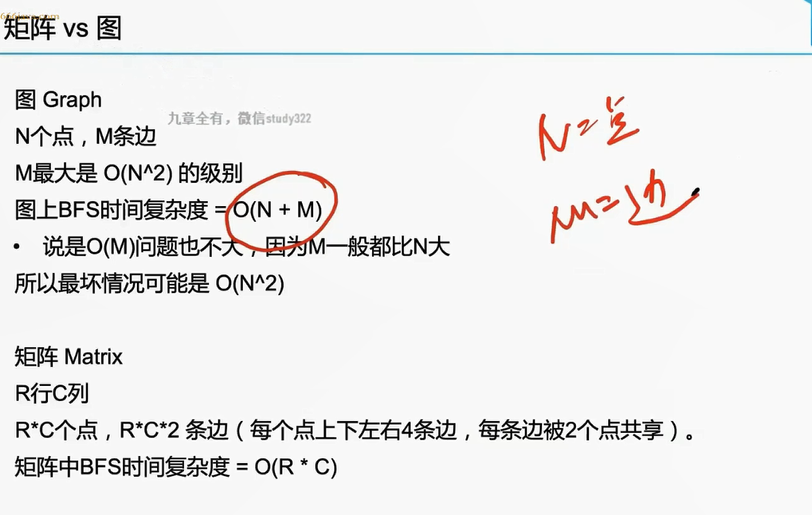 矩阵 vs 图
图 Graph
九章全有，微信study322
N个点，M条边
M最大是 O(N^2) 的级别
图上BFS时间复杂度 = O(N + M)
• 说是O(M)问题也不大，因为M一般都比N大
所以最坏情况可能是 O(N^2)
N=点
M=边
矩阵 Matrix
R行C列
R*C个点，R*C*2 条边（每个点上下左右4条边，每条边被2个点共享）。
矩阵中BFS时间复杂度 = O(R * C)